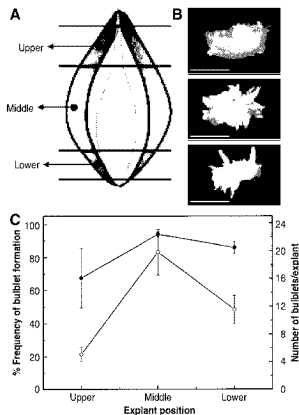 A
B
Upper
Middle
Lower
C
100
80
60
40
20
0
24
20
16
12
8
4
0
% Frequency of bulblet formation
Number of bulblets/explant
Upper Middle Lower
Explant position